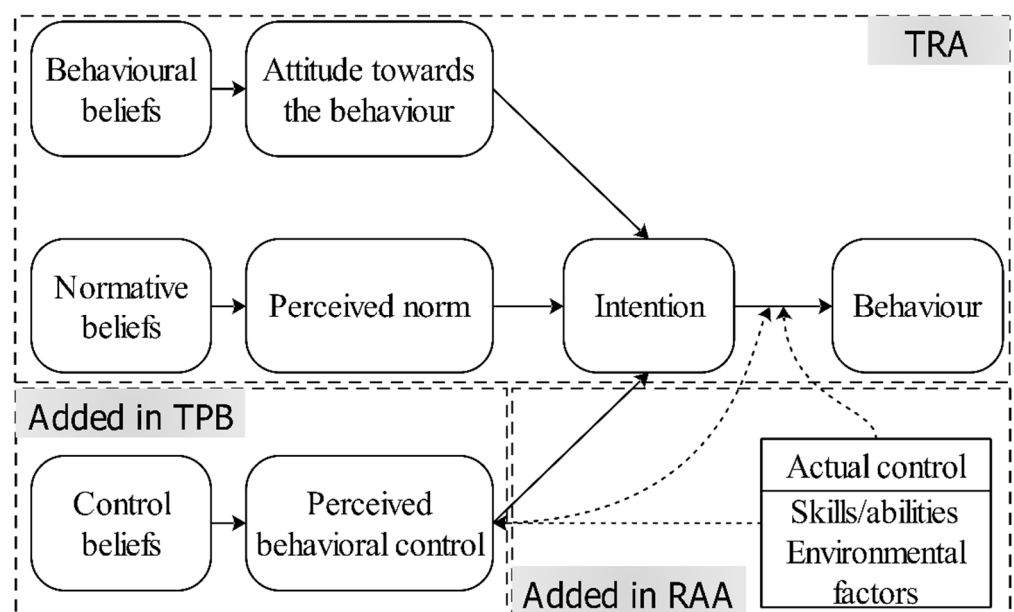 TRA
Behavioural
beliefs
Attitude towards
the behaviour
Normative
beliefs
Perceived norm
Intention
Behaviour
Added in TPB
Control
beliefs
Perceived
behavioral control
Actual control
Skills/abilities
Environmental
factors
Added in RAA